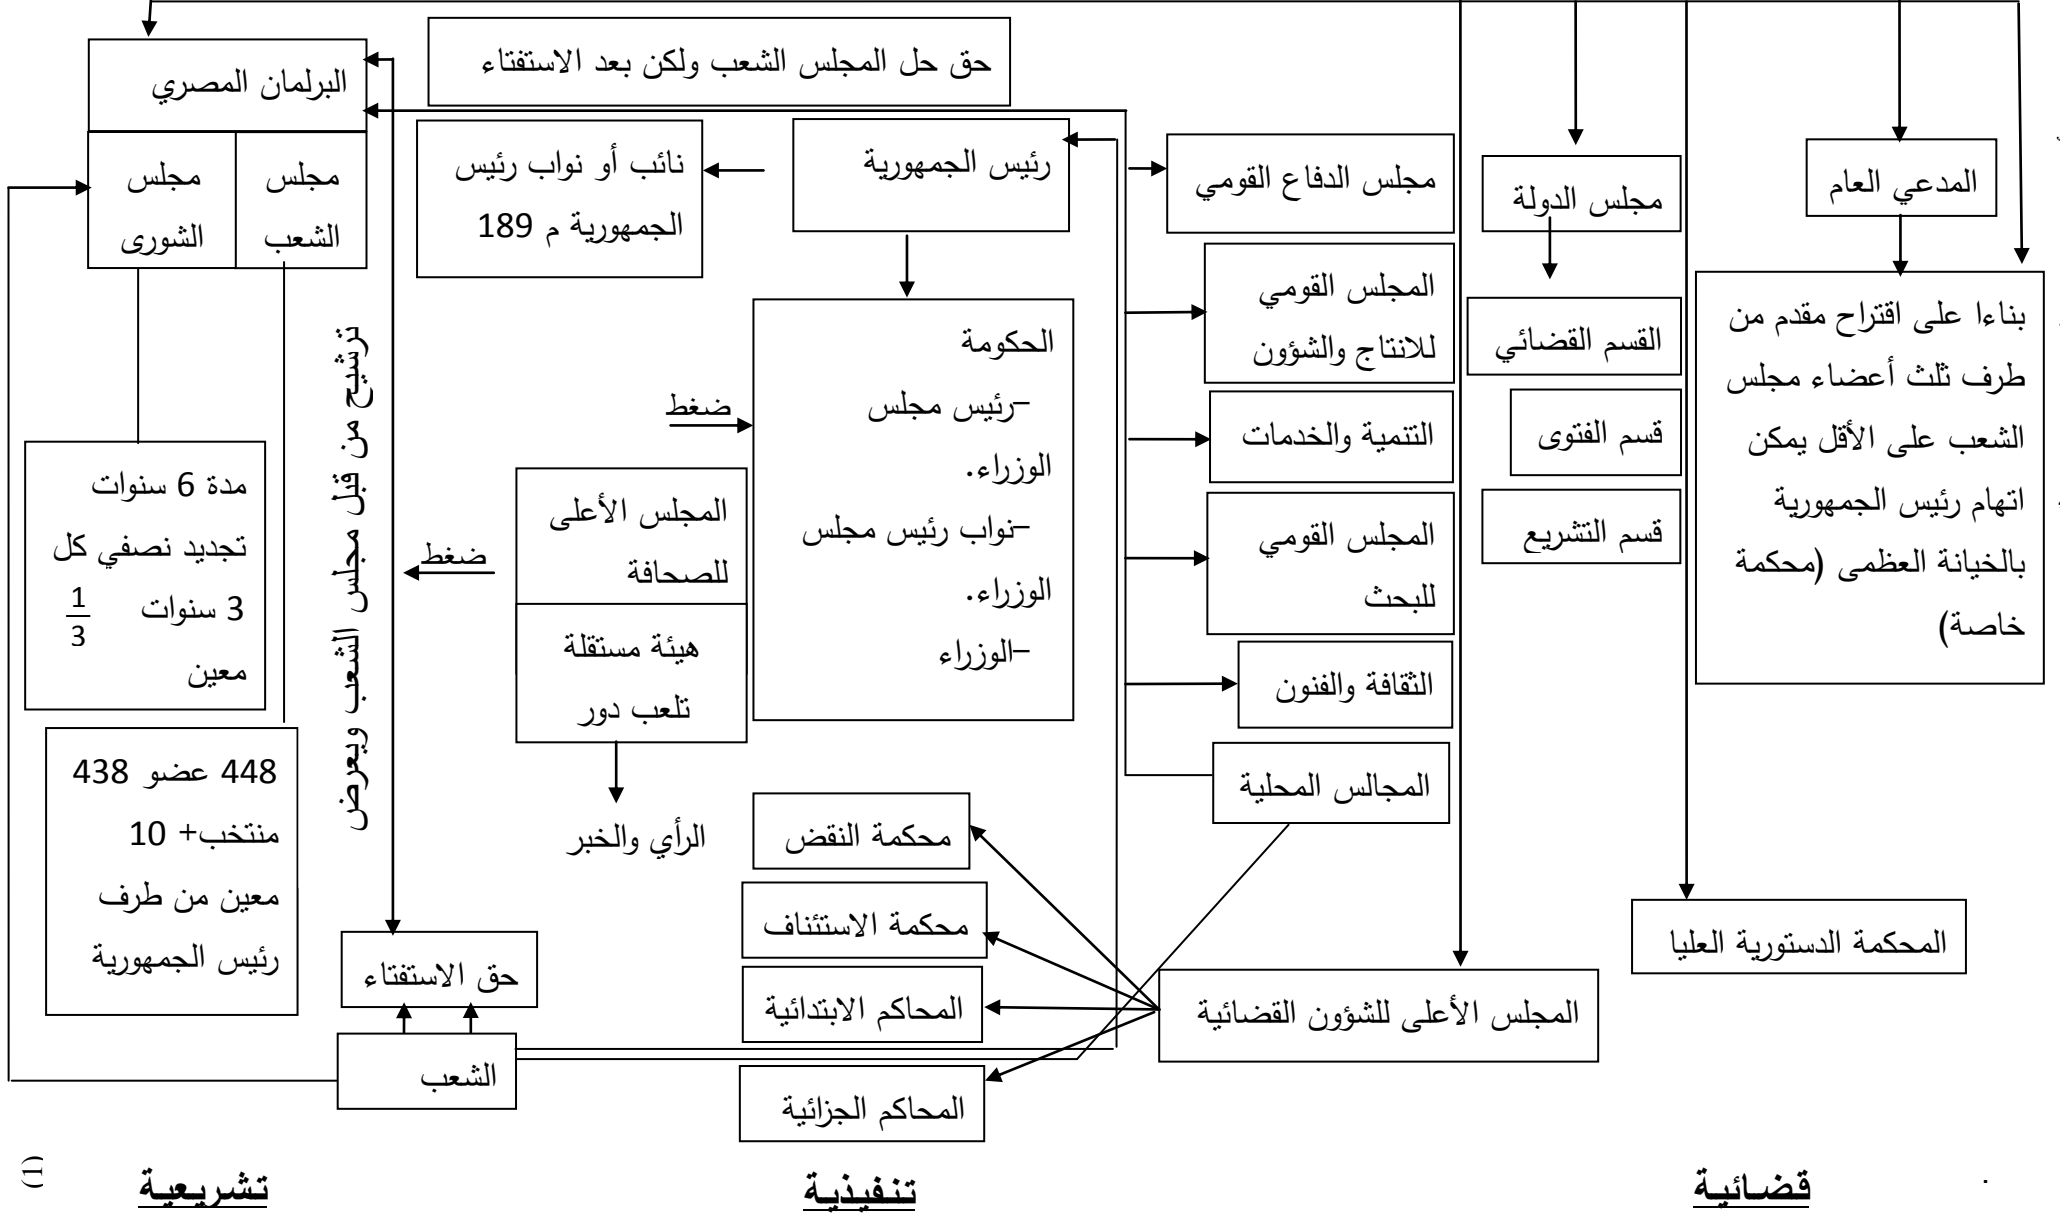 حق حل المجلس الشعب ولكن بعد الاستفتاء
البرلمان المصري
مجلس
الشعب
مجلس
الشورى
نائب أو نواب رئيس
الجمهورية م 189
رئيس الجمهورية
مجلس الدفاع القومي
مجلس الدولة
المدعي العام
المجلس القومي
للانتاج والشؤون
القسم القضائي
بناءا على اقتراح مقدم من
طرف ثلث أعضاء مجلس
الشعب على الأقل يمكن
اتهام رئيس الجمهورية
بالخيانة العظمى (محكمة
خاصة)
الحكومة
-رئيس مجلس
الوزراء.
-نواب رئيس مجلس
الوزراء.
-الوزراء
ضغط
التنمية والخدمات
قسم الفتوى
قسم التشريع
المجلس القومي
للبحث
الثقافة والفنون
المجالس المحلية
المجلس الأعلى
للصحافة
هيئة مستقلة
تلعب دور
الرأي والخبر
ضغط
ترشيح من قبل مجلس الشعب ويعرض
مدة 6 سنوات
تجديد نصفي كل
3 سنوات 1/3
معين
448 عضو 438
منتخب+ 10
معين من طرف
رئيس الجمهورية
محكمة النقض
محكمة الاستئناف
المحاكم الابتدائية
المحاكم الجزائية
المجلس الأعلى للشؤون القضائية
المحكمة الدستورية العليا
حق الاستفتاء
الشعب
قضائية
تنفيذية
تشريعية
(1)